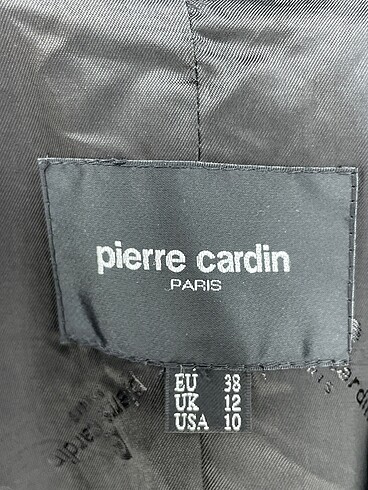 pierre cardin
PARIS
EU 38
UK 12
USA 10